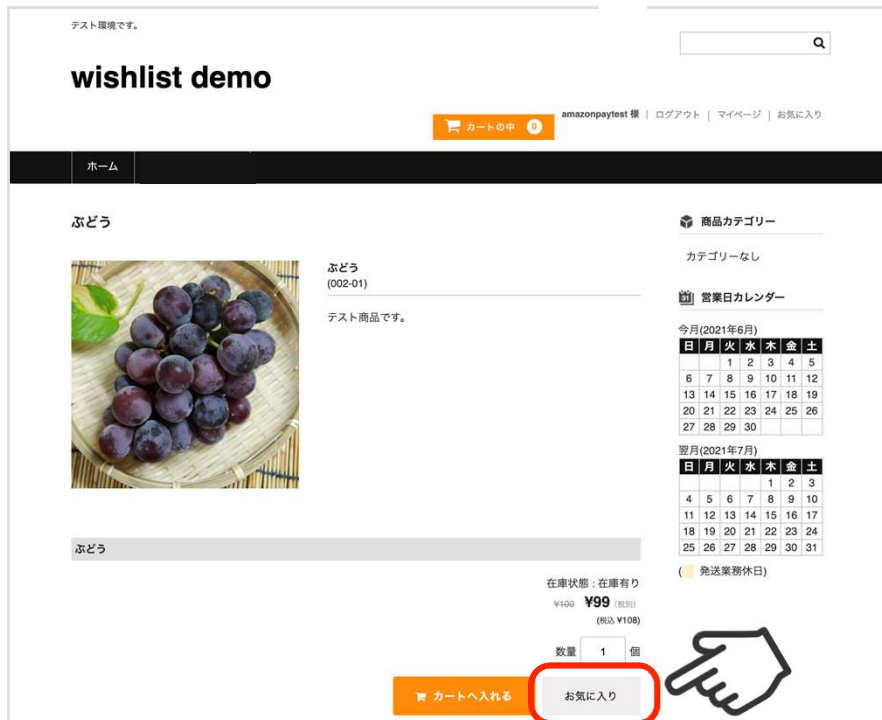 テスト環境です。
wishlist demo
カートの中 0
amazonpaytest 様 | ログアウト | マイページ | お気に入り
ホーム
ぶどう
ぶどう
(002-01)
テスト商品です。
商品カテゴリー
カテゴリーなし
31 営業日カレンダー
今月(2021年6月)
日 月 火 水 木 金 土
1 2 3 4 5
6 7 8 9 10 11 12
13 14 15 16 17 18 19
20 21 22 23 24 25 26
27 28 29 30
翌月(2021年7月)
日 月 火 水 木 金 土
1 2 3
4 5 6 7 8 9 10
11 12 13 14 15 16 17
18 19 20 21 22 23 24
25 26 27 28 29 30 31
( 発送業務休日)
ぶどう
在庫状態 : 在庫有り
¥100 ¥99 (税別)
(税込 ¥108)
数量 1 個
カートへ入れる
お気に入り